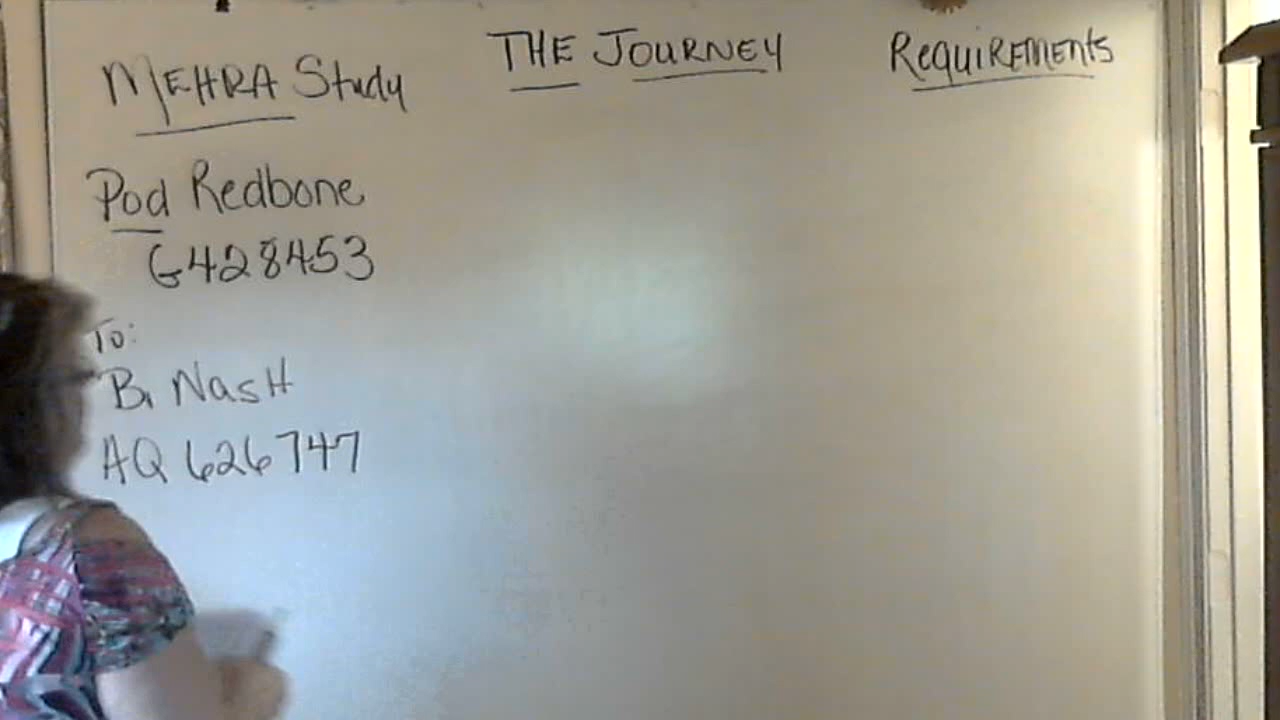 MEHRA Study
Pod Redbone
G428453
To:
B. NasH
AQ 626747
THE JOURNEY
RequiREMENts